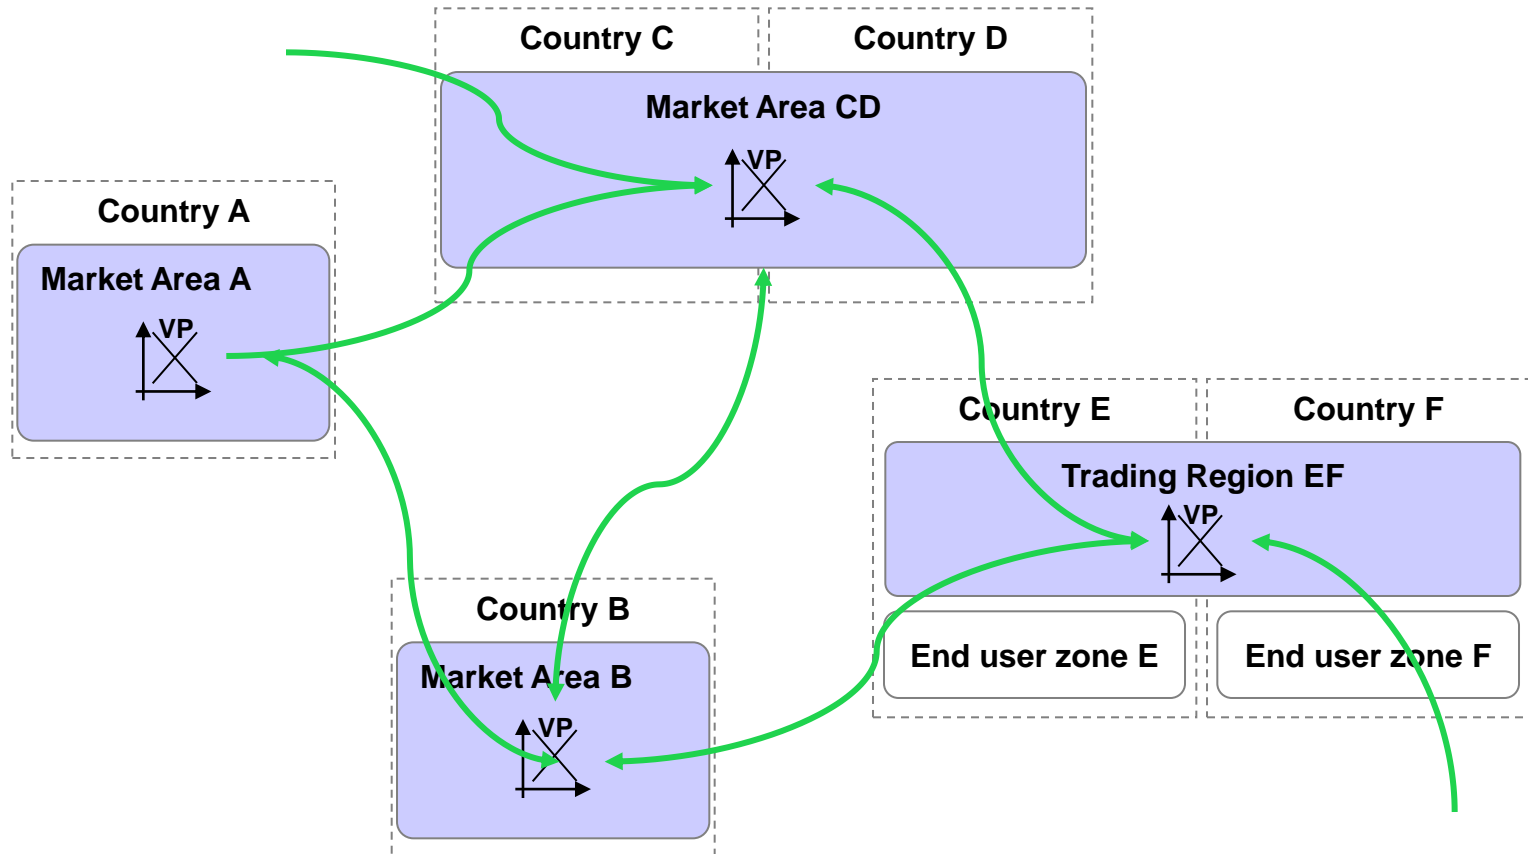 Country C
Country D
Market Area CD
VP
Country A
Market Area A
VP
Country E
Country F
Trading Region EF
VP
Country B
Market Area B
VP
End user zone E
End user zone F